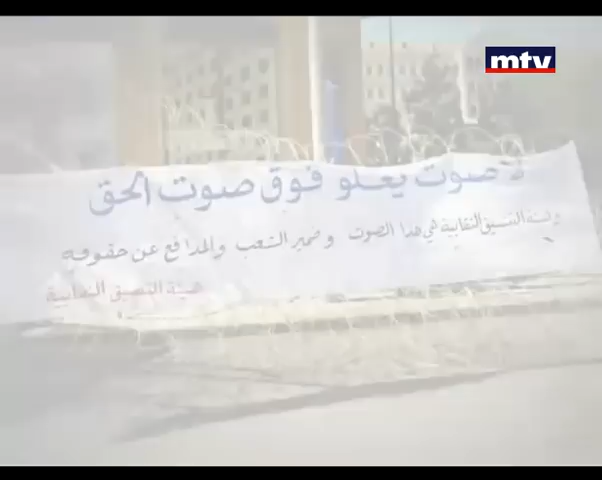 mtv
لا صوت يعلو فوق صوت الحق
وهيئة التنسيق النقابية هي هذا الصوت وضمير الشعب والمدافع عن حقوقه
هيئة التنسيق النقابية